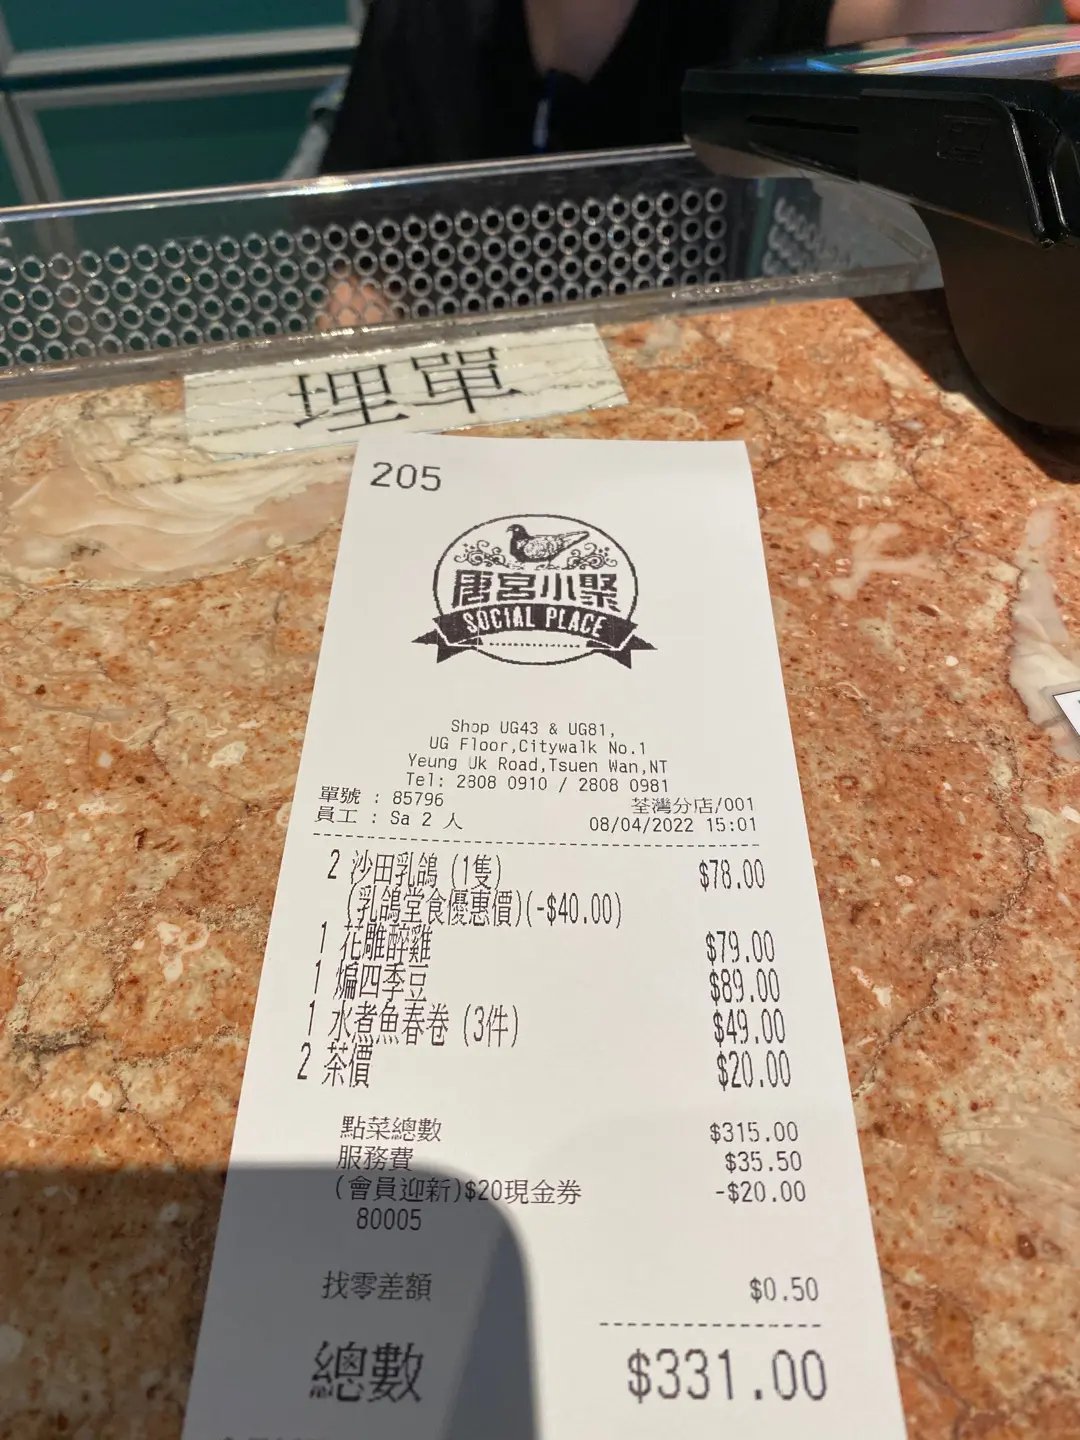 埋單
205
唐宮小聚
SOCIAL PLACE
Shop UG43 & UG81,
UG Floor,Citywalk No.1
Yeung Uk Road,Tsuen Wan,NT
Tel: 2808 0910 / 2808 0981
單號 : 85796 荃灣分店/001
員工 : Sa 2 人 08/04/2022 15:01
2 沙田乳鴿 (1隻) $78.00
(乳鴿堂食優惠價)(-$40.00)
1 花雕醉雞 $79.00
1 煸四季豆 $89.00
1 水煮魚春卷 (3件) $49.00
2 茶價 $20.00
點菜總數 $315.00
服務費 $35.50
(會員迎新)$20現金券 -$20.00
80005
找零差額 $0.50
總數 $331.00